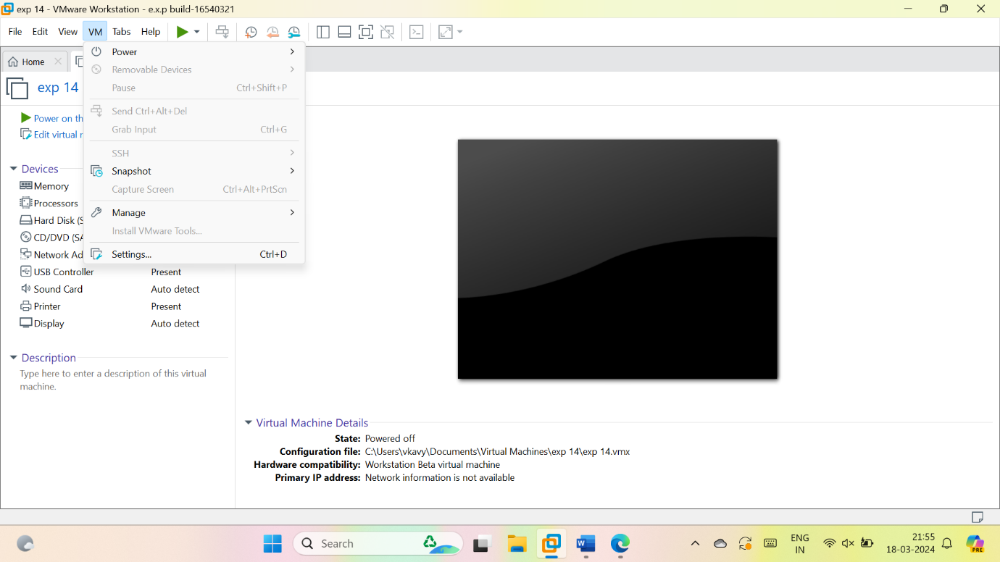 exp 14 - VMware Workstation - e.x.p build-16540321
File Edit View VM Tabs Help
Home
exp 14
Power
Removable Devices
Pause Ctrl+Shift+P
Send Ctrl+Alt+Del
Grab Input Ctrl+G
SSH
Snapshot
Capture Screen Ctrl+Alt+PrtScn
Manage
Install VMware Tools...
Settings... Ctrl+D
Power on th
Edit virtual r
Devices
Memory
Processors
Hard Disk (S
CD/DVD (SA
Network Ad
USB Controller Present
Sound Card Auto detect
Printer Present
Display Auto detect
Description
Type here to enter a description of this virtual
machine.
Virtual Machine Details
State: Powered off
Configuration file: C:\Users\vkavy\Documents\Virtual Machines\exp 14\exp 14.vmx
Hardware compatibility: Workstation Beta virtual machine
Primary IP address: Network information is not available
Search
ENG
IN
21:55
18-03-2024
PRE